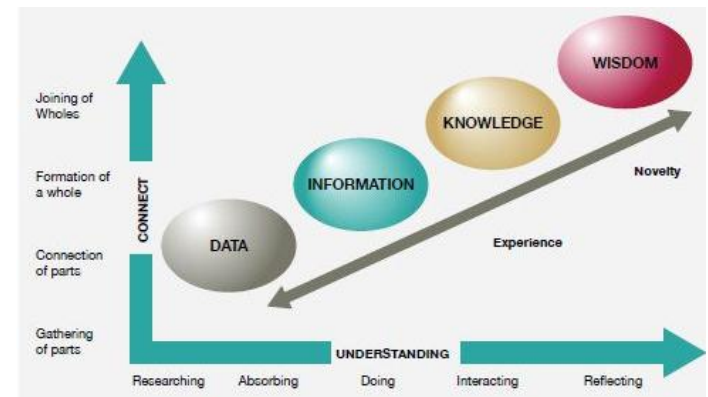 WISDOM
Joining of
Wholes
KNOWLEDGE
Novelty
Formation of
a whole
INFORMATION
CONNECT
DATA
Experience
Connection
of parts
Gathering
of parts
UNDERSTANDING
Researching Absorbing Doing Interacting Reflecting